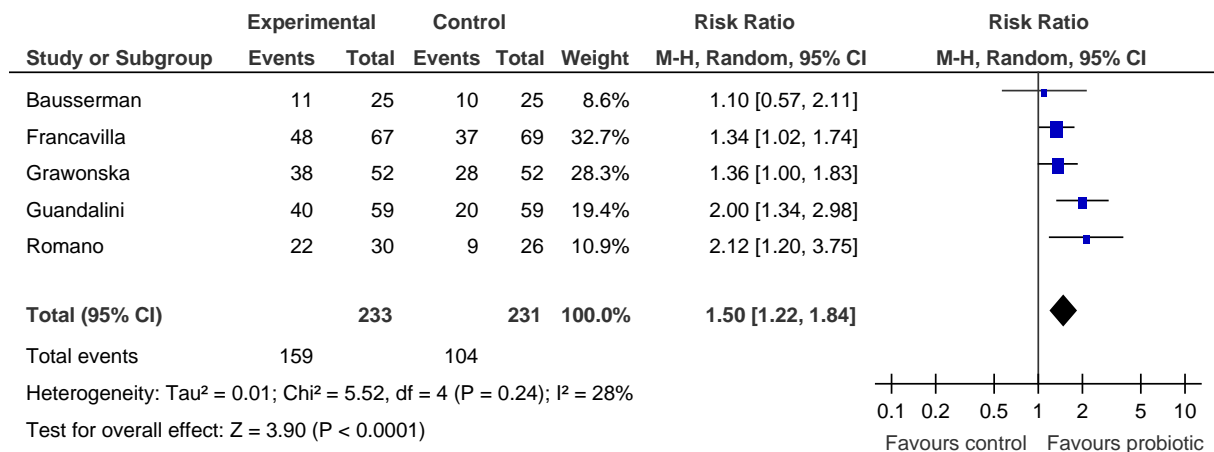 Experimental Control Risk Ratio Risk Ratio
Study or Subgroup Events Total Events Total Weight M-H, Random, 95% CI M-H, Random, 95% CI
Bausserman 11 25 10 25 8.6% 1.10 [0.57, 2.11]
Francavilla 48 67 37 69 32.7% 1.34 [1.02, 1.74]
Grawonska 38 52 28 52 28.3% 1.36 [1.00, 1.83]
Guandalini 40 59 20 59 19.4% 2.00 [1.34, 2.98]
Romano 22 30 9 26 10.9% 2.12 [1.20, 3.75]
Total (95% CI) 233 231 100.0% 1.50 [1.22, 1.84]
Total events 159 104
Heterogeneity: Tau² = 0.01; Chi² = 5.52, df = 4 (P = 0.24); I² = 28%
Test for overall effect: Z = 3.90 (P < 0.0001)
0.1 0.2 0.5 1 2 5 10
Favours control Favours probiotic